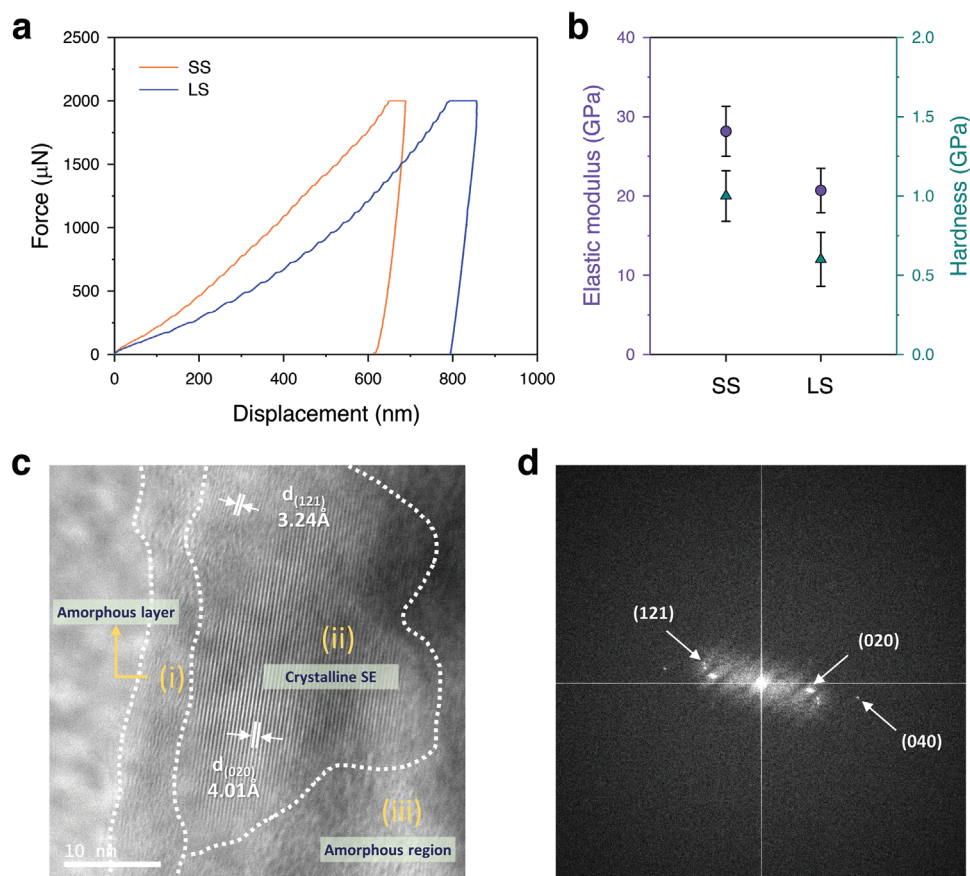 a
2500
2000
1500
1000
500
0
SS
LS
Force (μN)
0
200
400
600
800
1000
Displacement (nm)
b
40
30
20
10
0
Elastic modulus (GPa)
2.0
1.5
1.0
0.5
0.0
Hardness (GPa)
SS
LS
c
d(121)
3.24Å
Amorphous layer
(i)
(ii)
Crystalline SE
d(020)
4.01Å
(iii)
Amorphous region
10 nm
d
(121)
(020)
(040)